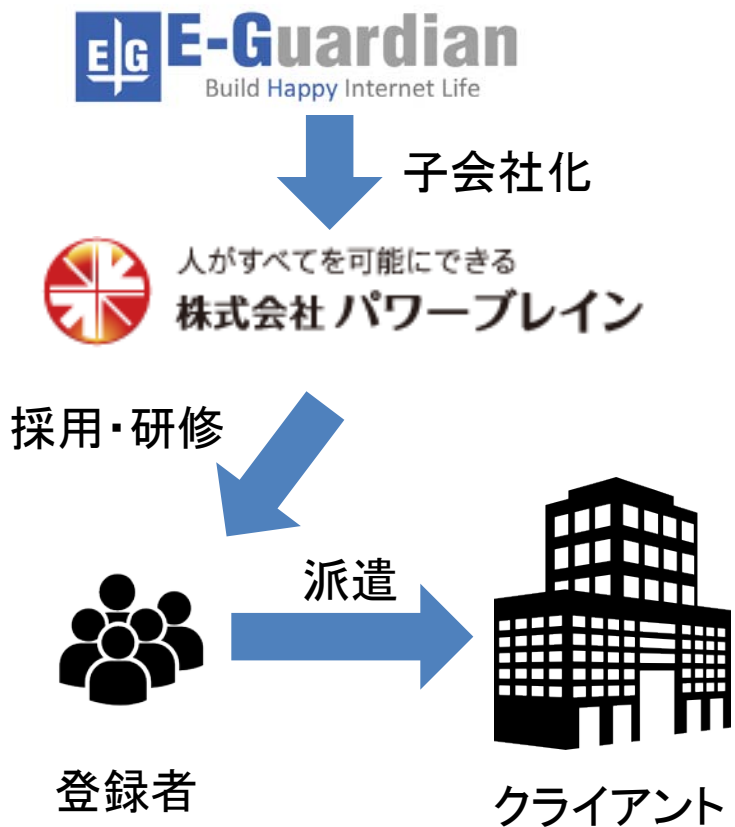 EG E-Guardian
Build Happy Internet Life
子会社化
人がすべてを可能にできる
株式会社 パワーブレイン
採用・研修
派遣
登録者
クライアント